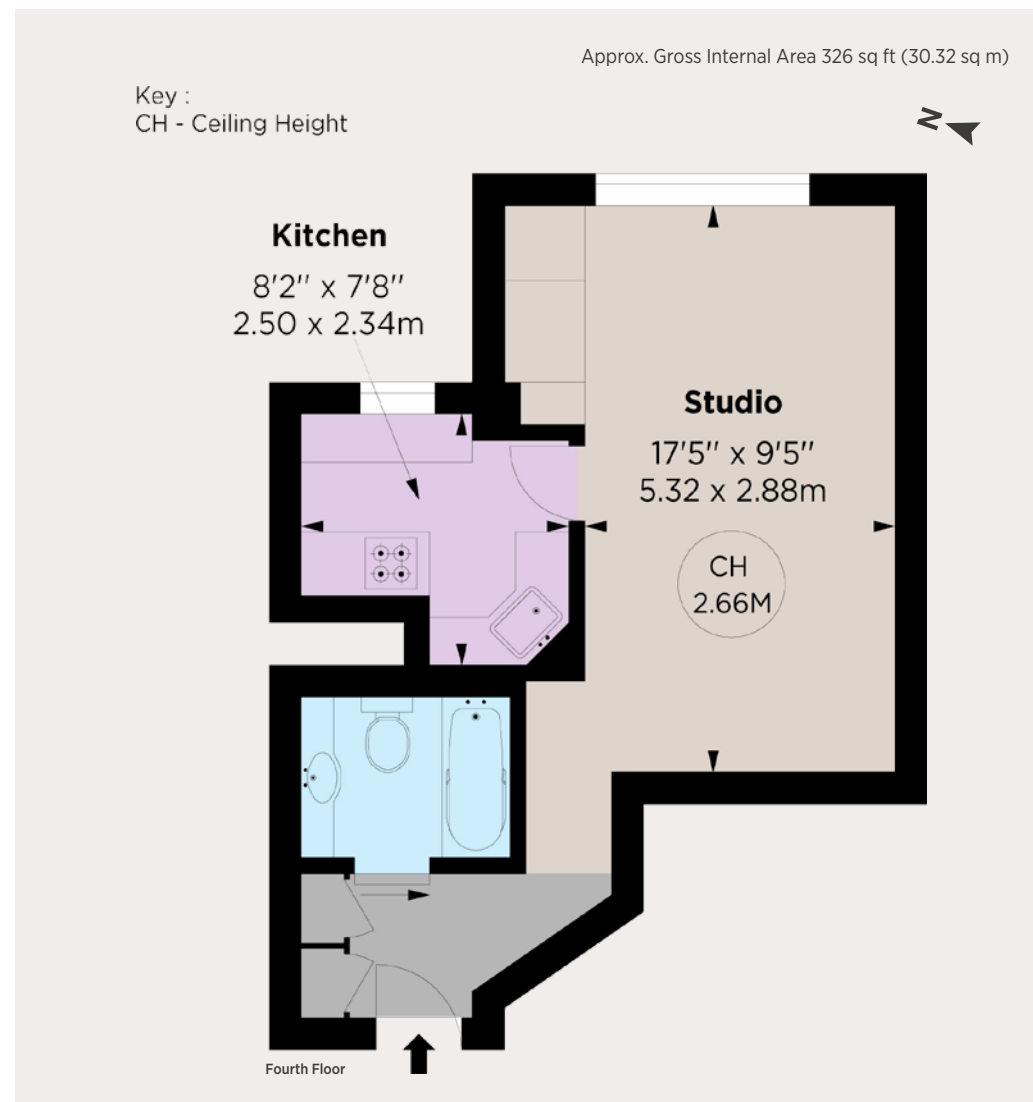 Approx. Gross Internal Area 326 sq ft (30.32 sq m)
Key :
CH - Ceiling Height
N
Kitchen
8'2" x 7'8"
2.50 x 2.34m
Studio
17'5" x 9'5"
5.32 x 2.88m
CH
2.66M
Fourth Floor